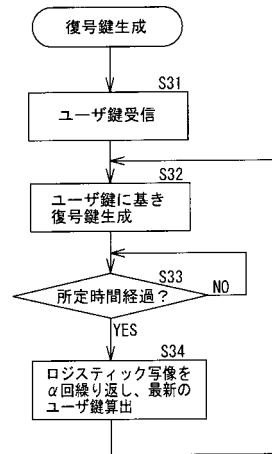 復号鍵生成
S31
ユーザ鍵受信
S32
ユーザ鍵に基き
復号鍵生成
S33
所定時間経過？
NO
YES
S34
ロジスティック写像を
α回繰り返し、最新の
ユーザ鍵算出